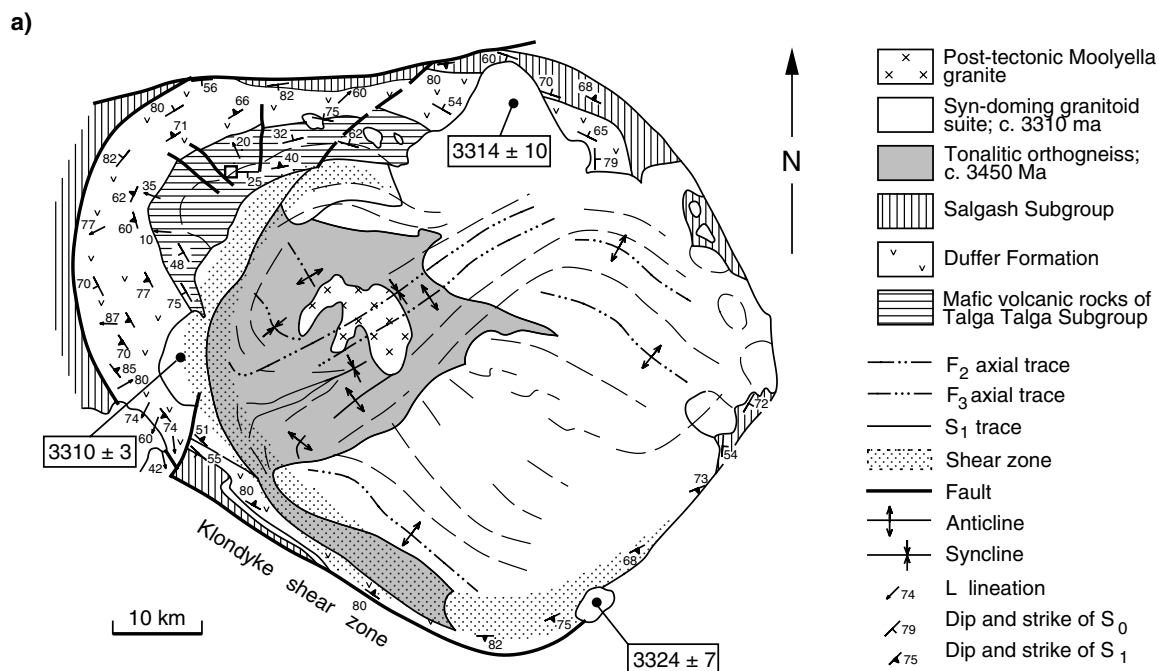 a)
60
56
80
82
60
80
54
70
68
66
75
71
20
32
62
65
79
40
82
35
25
62
60
77
10
48
70
77
75
87
70
85
80
74
74
60
51
42
55
80
72
54
73
68
80
82
75
3314 ± 10
3310 ± 3
3324 ± 7
N
Klondyke shear zone
10 km
Post-tectonic Moolyella
granite
Syn-doming granitoid
suite; c. 3310 ma
Tonalitic orthogneiss;
c. 3450 Ma
Salgash Subgroup
Duffer Formation
Mafic volcanic rocks of
Talga Talga Subgroup
F2 axial trace
F3 axial trace
S1 trace
Shear zone
Fault
Anticline
Syncline
74 L lineation
79 Dip and strike of S0
75 Dip and strike of S1